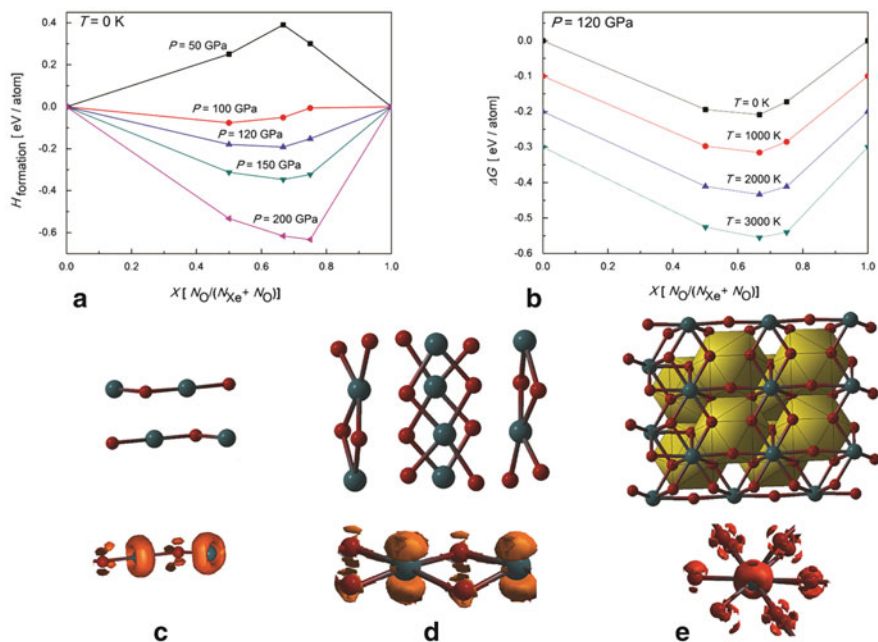 T = 0 K
P = 50 GPa
P = 100 GPa
P = 120 GPa
P = 150 GPa
P = 200 GPa
H formation [ eV / atom]
0.4
0.2
0.0
-0.2
-0.4
-0.6
0.0
0.2
0.4
0.6
0.8
1.0
X [ NO/(NXe+ NO)]
a
P = 120 GPa
T = 0 K
T = 1000 K
T = 2000 K
T = 3000 K
ΔG [ eV / atom]
0.0
-0.1
-0.2
-0.3
-0.4
-0.5
-0.6
0.0
0.2
0.4
0.6
0.8
1.0
X [ NO/(NXe+ NO)]
b
c
d
e